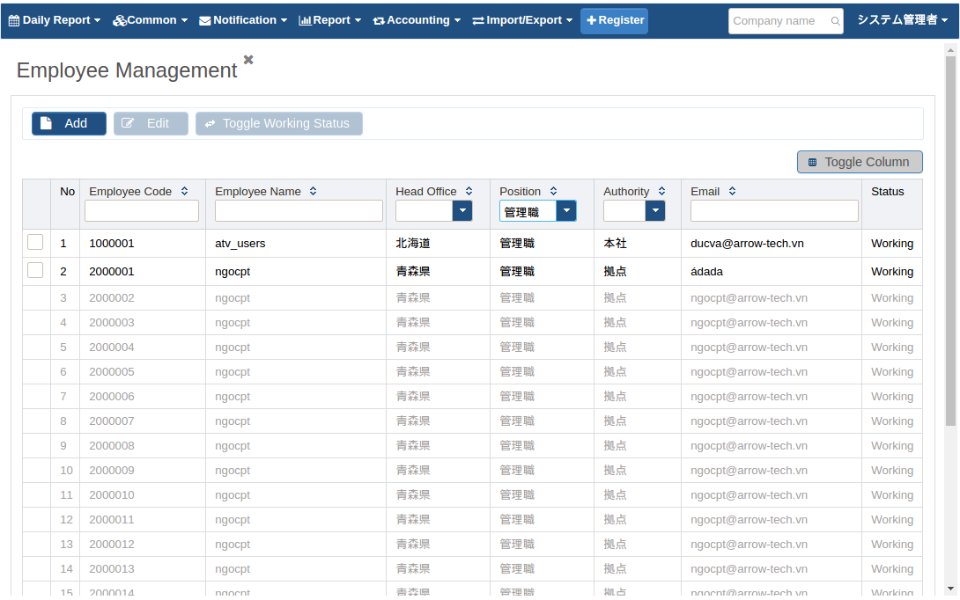 Daily Report Common Notification Report Accounting Import/Export Register Company name システム管理者
Employee Management
Add Edit Toggle Working Status
Toggle Column
No Employee Code Employee Name Head Office Position Authority Email Status
管理職
1 1000001 atv_users 北海道 管理職 本社 ducva@arrow-tech.vn Working
2 2000001 ngocpt 青森県 管理職 拠点 ádada Working
3 2000002 ngocpt 青森県 管理職 拠点 ngocpt@arrow-tech.vn Working
4 2000003 ngocpt 青森県 管理職 拠点 ngocpt@arrow-tech.vn Working
5 2000004 ngocpt 青森県 管理職 拠点 ngocpt@arrow-tech.vn Working
6 2000005 ngocpt 青森県 管理職 拠点 ngocpt@arrow-tech.vn Working
7 2000006 ngocpt 青森県 管理職 拠点 ngocpt@arrow-tech.vn Working
8 2000007 ngocpt 青森県 管理職 拠点 ngocpt@arrow-tech.vn Working
9 2000008 ngocpt 青森県 管理職 拠点 ngocpt@arrow-tech.vn Working
10 2000009 ngocpt 青森県 管理職 拠点 ngocpt@arrow-tech.vn Working
11 2000010 ngocpt 青森県 管理職 拠点 ngocpt@arrow-tech.vn Working
12 2000011 ngocpt 青森県 管理職 拠点 ngocpt@arrow-tech.vn Working
13 2000012 ngocpt 青森県 管理職 拠点 ngocpt@arrow-tech.vn Working
14 2000013 ngocpt 青森県 管理職 拠点 ngocpt@arrow-tech.vn Working
15 2000014 ngocpt 青森県 管理職 拠点 ngocpt@arrow-tech.vn Working